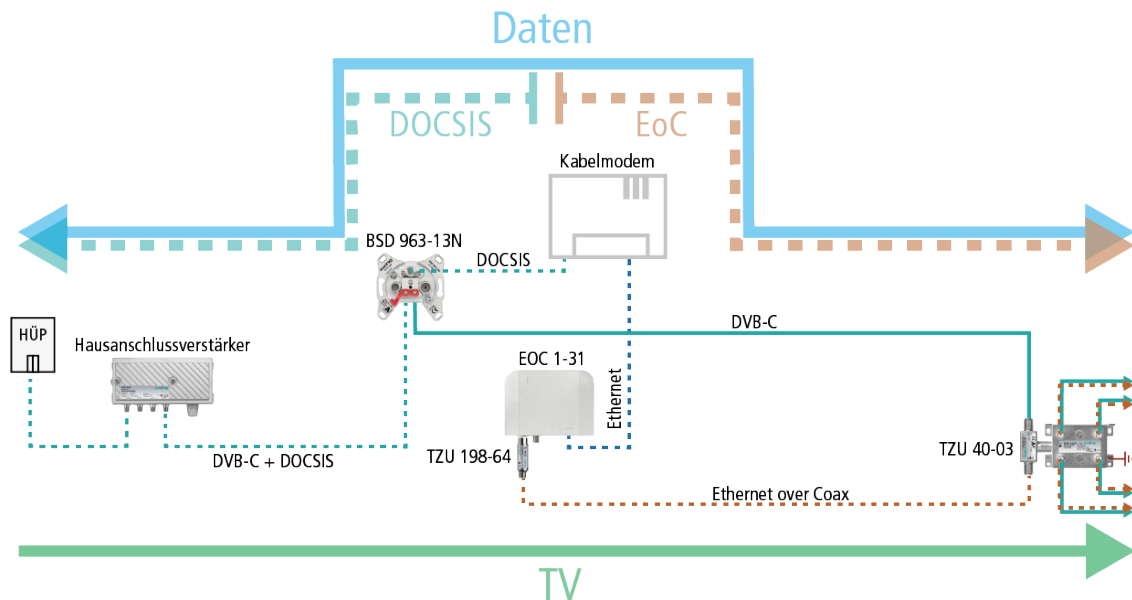 Daten
DOCSIS
EoC
Kabelmodem
BSD 963-13N
DOCSIS
HÜP
Hausanschlussverstärker
DVB-C
EOC 1-31
Ethernet
TZU 198-64
TZU 40-03
DVB-C + DOCSIS
Ethernet over Coax
TV